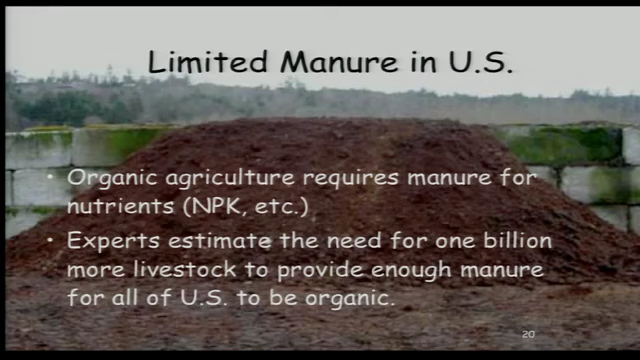 Limited Manure in U.S.
• Organic agriculture requires manure for
nutrients (NPK, etc.)
• Experts estimate the need for one billion
more livestock to provide enough manure
for all of U.S. to be organic.
20